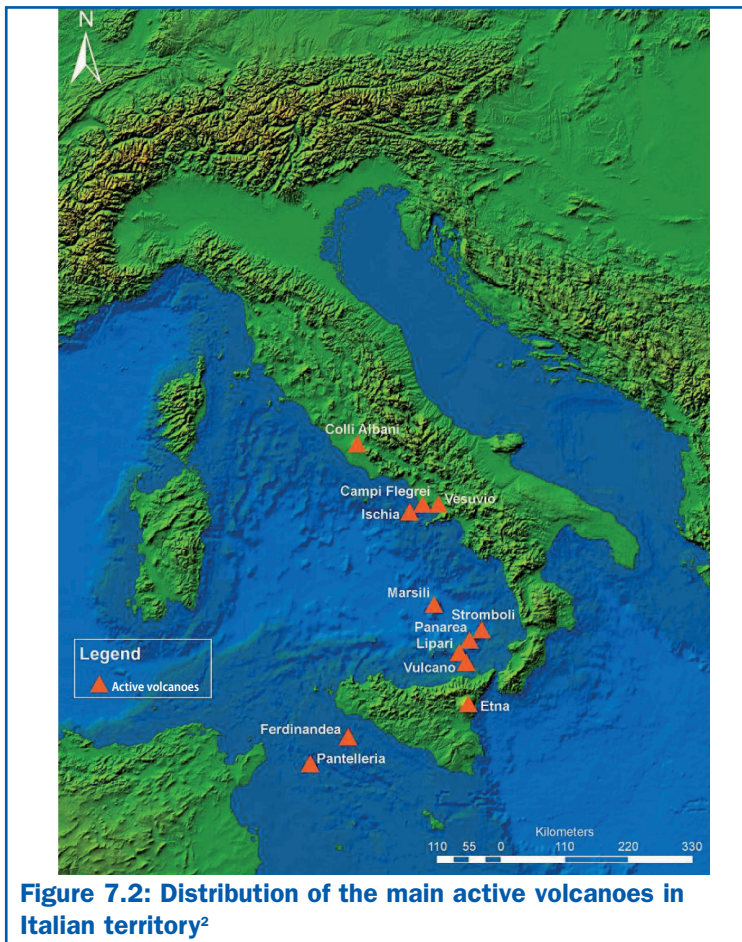 N
Colli Albani
Campi Flegrei
Vesuvio
Ischia
Marsili
Stromboli
Panarea
Lipari
Vulcano
Legend
Active volcanoes
Etna
Ferdinandea
Pantelleria
Kilometers
110 55 0 110 220 330
Figure 7.2: Distribution of the main active volcanoes in
Italian territory²